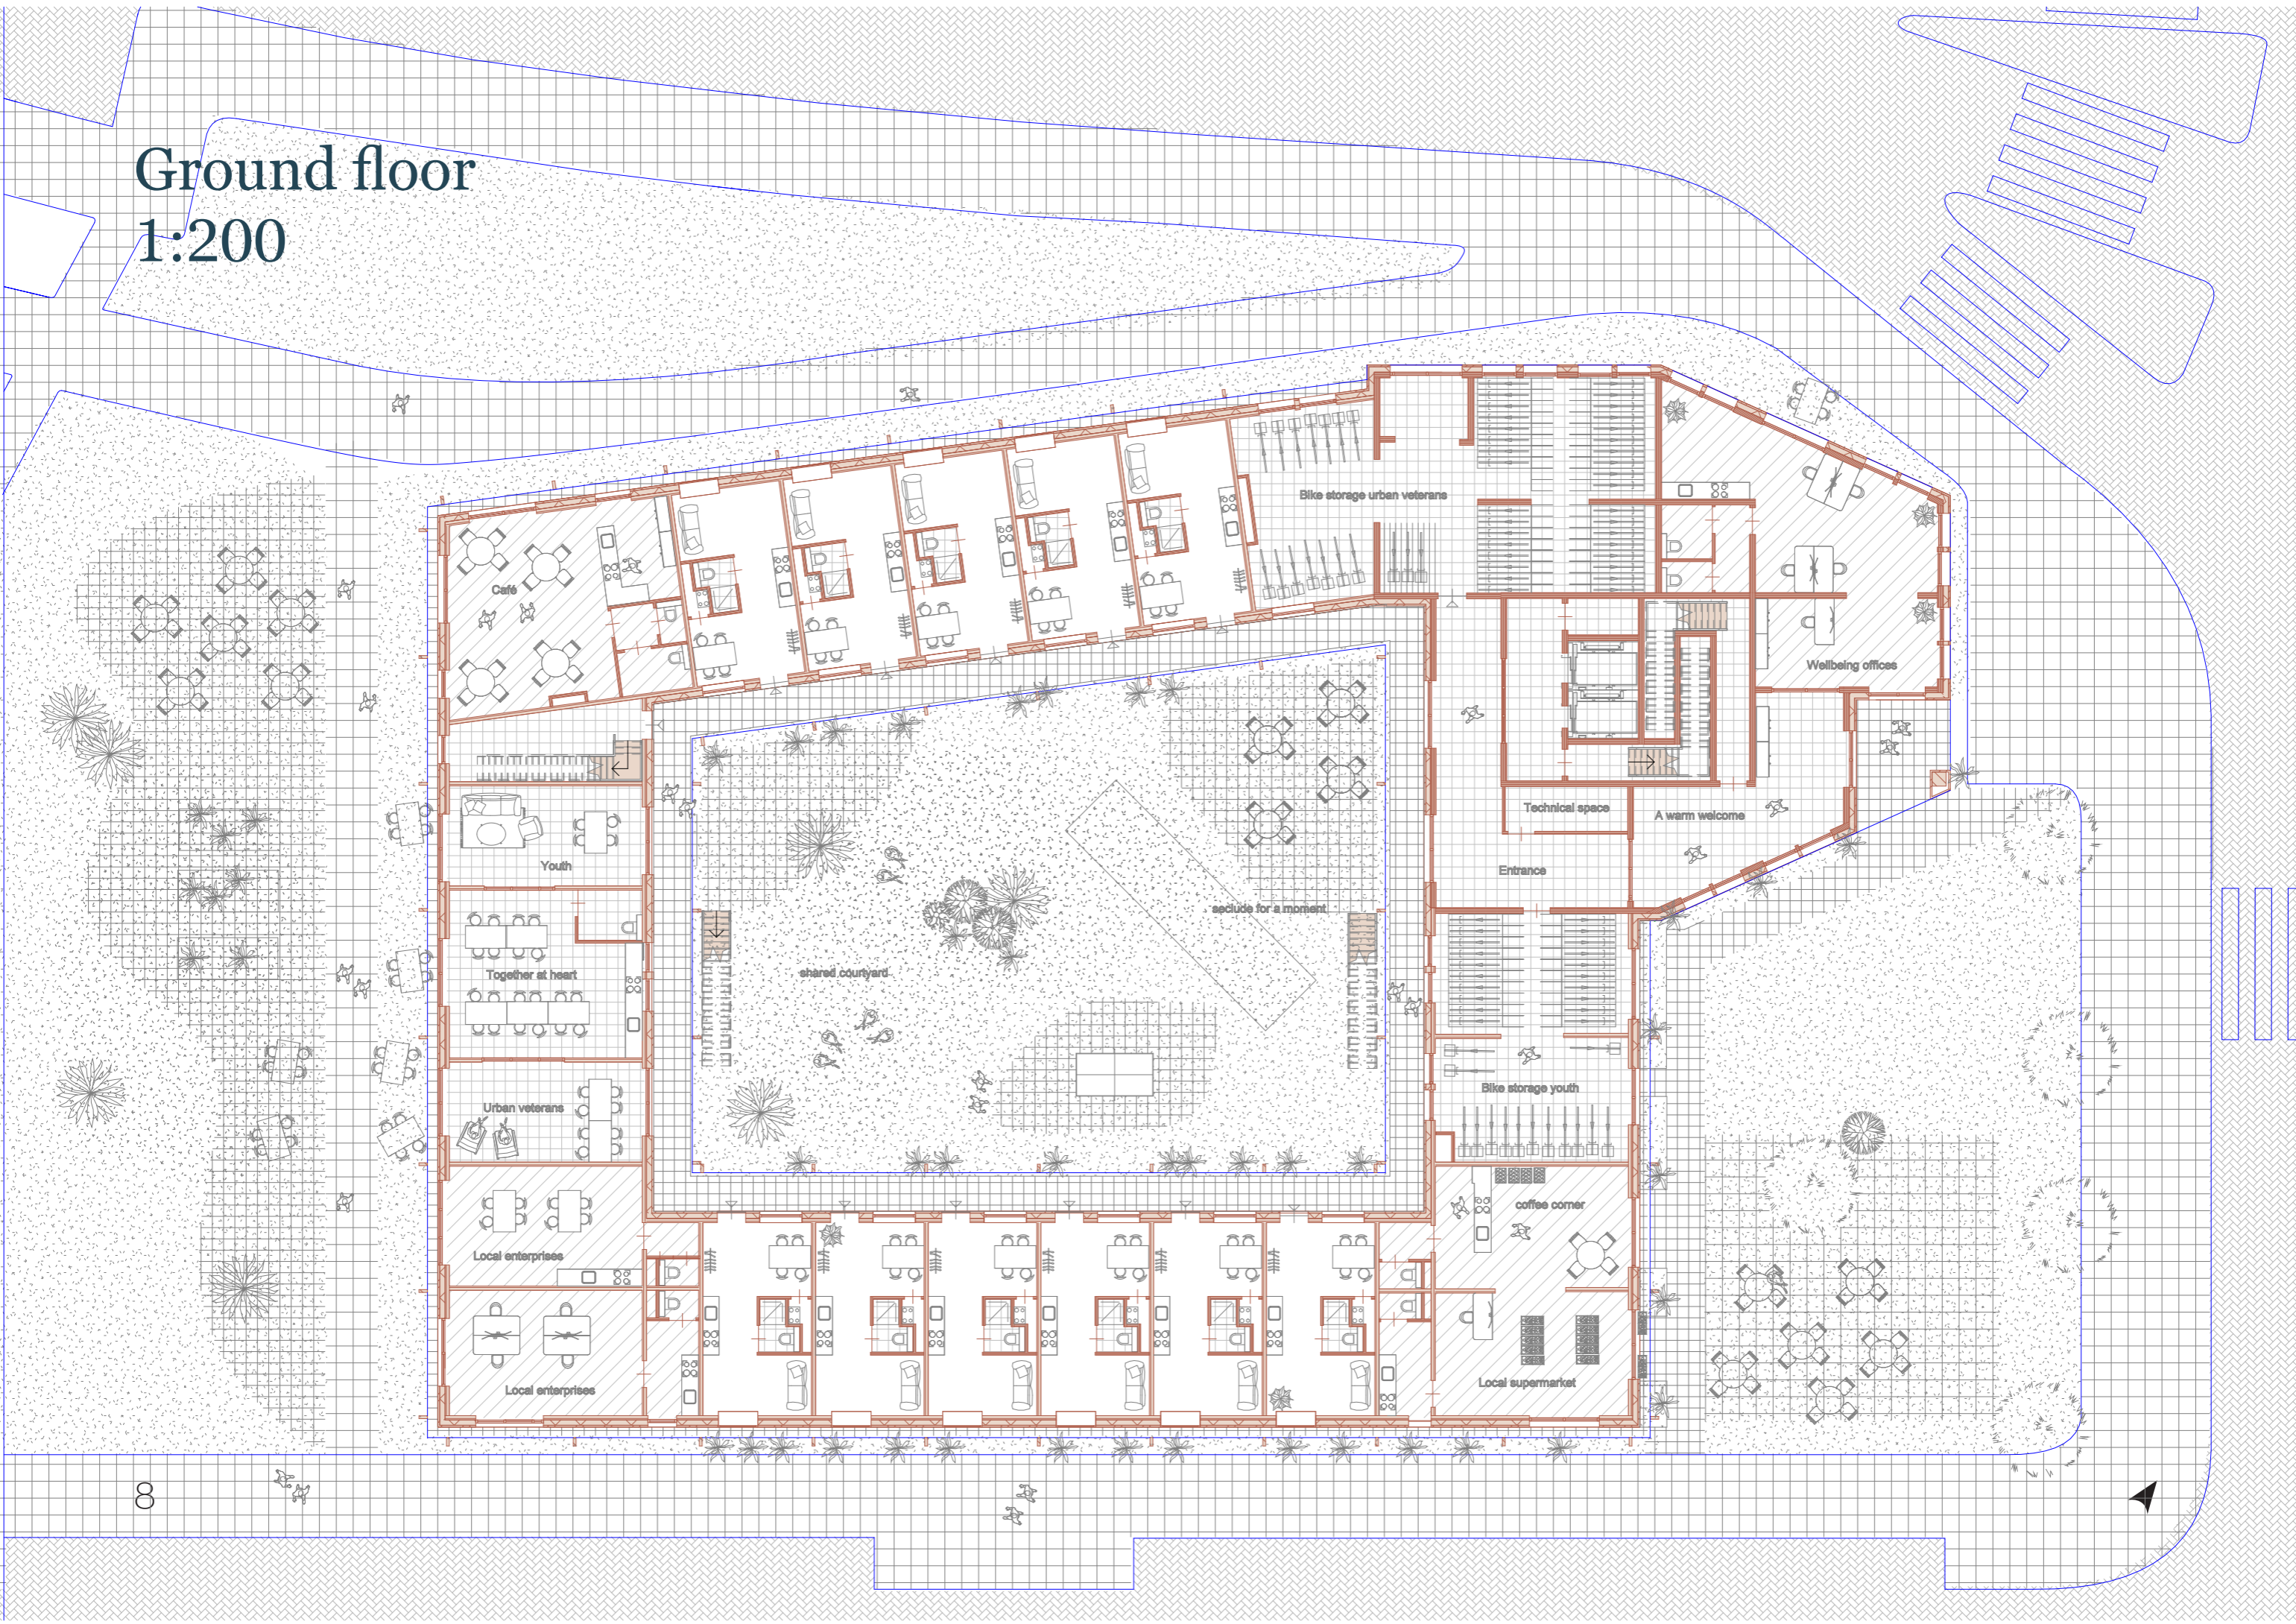 Ground floor
1:200
Bike storage urban veterans
Café
Wellbeing offices
Technical space
A warm welcome
Youth
Entrance
seclude for a moment
Together at heart
shared courtyard
Bike storage youth
Urban veterans
coffee corner
Local enterprises
Local supermarket
Local enterprises
8